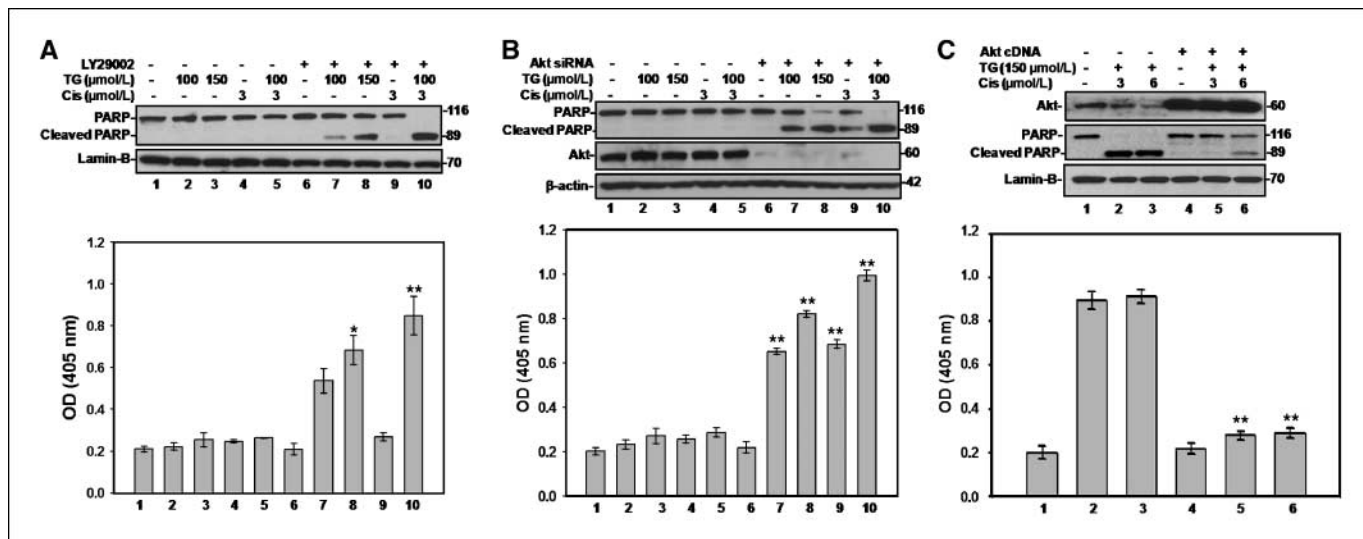 A
LY29002 - - - - - + + + + +
TG (µmol/L) - 100 150 - 100 - 100 150 - 100
Cis (µmol/L) - - - 3 3 - - - 3 3
PARP- -116
Cleaved PARP- -89
Lamin-B- -70
1 2 3 4 5 6 7 8 9 10
OD (405 nm)
1.2
1.0
0.8
0.6
0.4
0.2
0.0
* **
1 2 3 4 5 6 7 8 9 10
B
Akt siRNA - - - - - + + + + +
TG (µmol/L) - 100 150 - 100 - 100 150 - 100
Cis (µmol/L) - - - 3 3 - - - 3 3
PARP- -116
Cleaved PARP- -89
Akt- -60
β-actin- -42
1 2 3 4 5 6 7 8 9 10
OD (405 nm)
1.2
1.0
0.8
0.6
0.4
0.2
0.0
** ** ** **
1 2 3 4 5 6 7 8 9 10
C
Akt cDNA - - - + + +
TG (150 µmol/L) - + + - + +
Cis (µmol/L) - 3 6 - 3 6
Akt- -60
PARP- -116
Cleaved PARP- -89
Lamin-B- -70
1 2 3 4 5 6
OD (405 nm)
1.2
1.0
0.8
0.6
0.4
0.2
0.0
** **
1 2 3 4 5 6